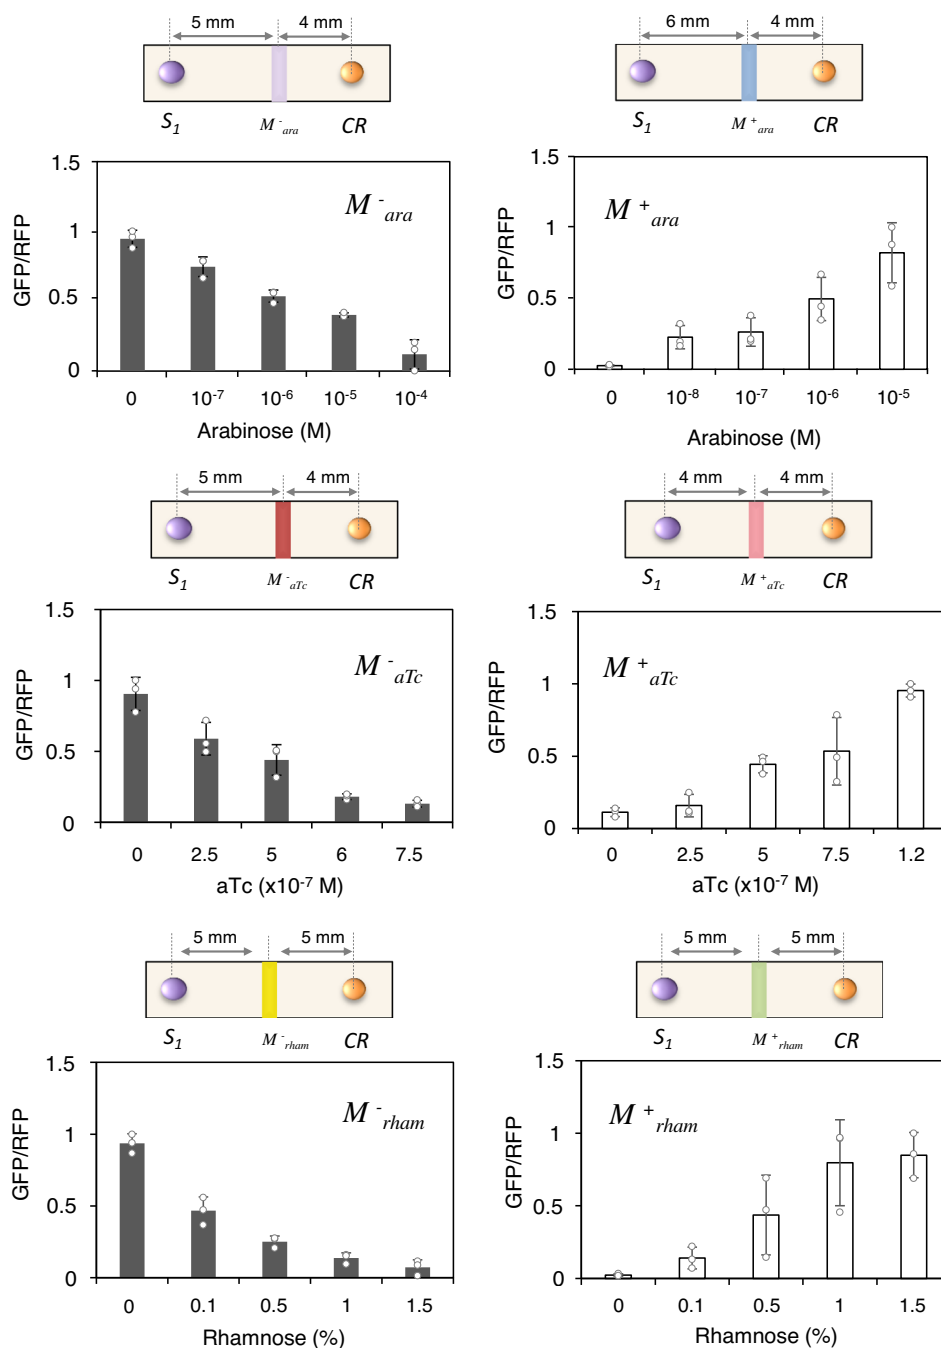 5 mm 4 mm
S1 M-ara CR
1.5
1
0.5
0
GFP/RFP
M-ara
0 10-7 10-6 10-5 10-4
Arabinose (M)
6 mm 4 mm
S1 M+ara CR
1.5
1
0.5
0
GFP/RFP
M+ara
0 10-8 10-7 10-6 10-5
Arabinose (M)
5 mm 4 mm
S1 M-aTc CR
1.5
1
0.5
0
GFP/RFP
M-aTc
0 2.5 5 6 7.5
aTc (x10-7 M)
4 mm 4 mm
S1 M+aTc CR
1.5
1
0.5
0
GFP/RFP
M+aTc
0 2.5 5 7.5 1.2
aTc (x10-7 M)
5 mm 5 mm
S1 M-rham CR
1.5
1
0.5
0
GFP/RFP
M-rham
0 0.1 0.5 1 1.5
Rhamnose (%)
5 mm 5 mm
S1 M+rham CR
1.5
1
0.5
0
GFP/RFP
M+rham
0 0.1 0.5 1 1.5
Rhamnose (%)